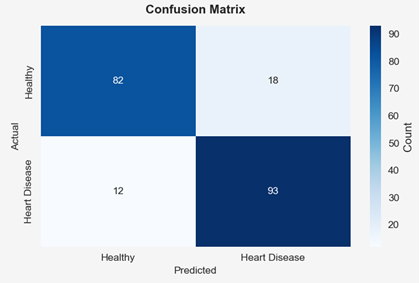 Confusion Matrix
Healthy
82
18
90
80
70
60
50
40
30
20
Count
Actual
Heart Disease
12
93
Healthy
Heart Disease
Predicted